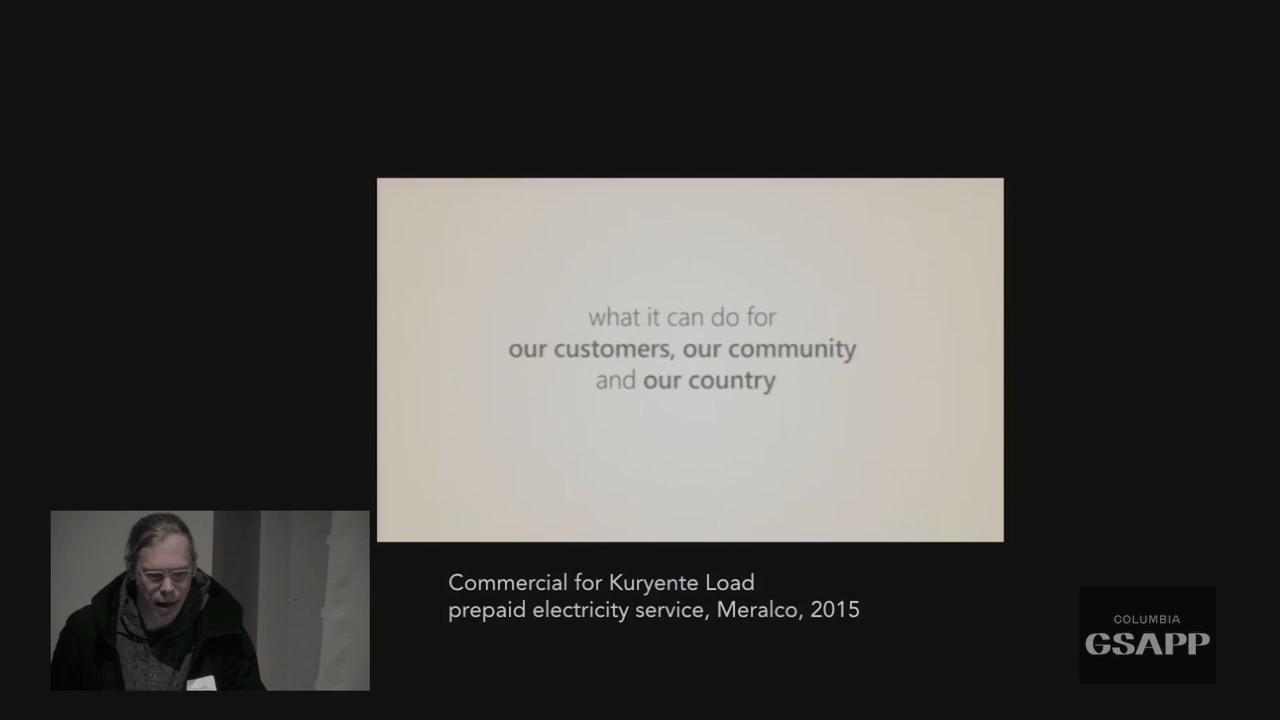 what it can do for
our customers, our community
and our country
Commercial for Kuryente Load
prepaid electricity service, Meralco, 2015
COLUMBIA
GSAPP